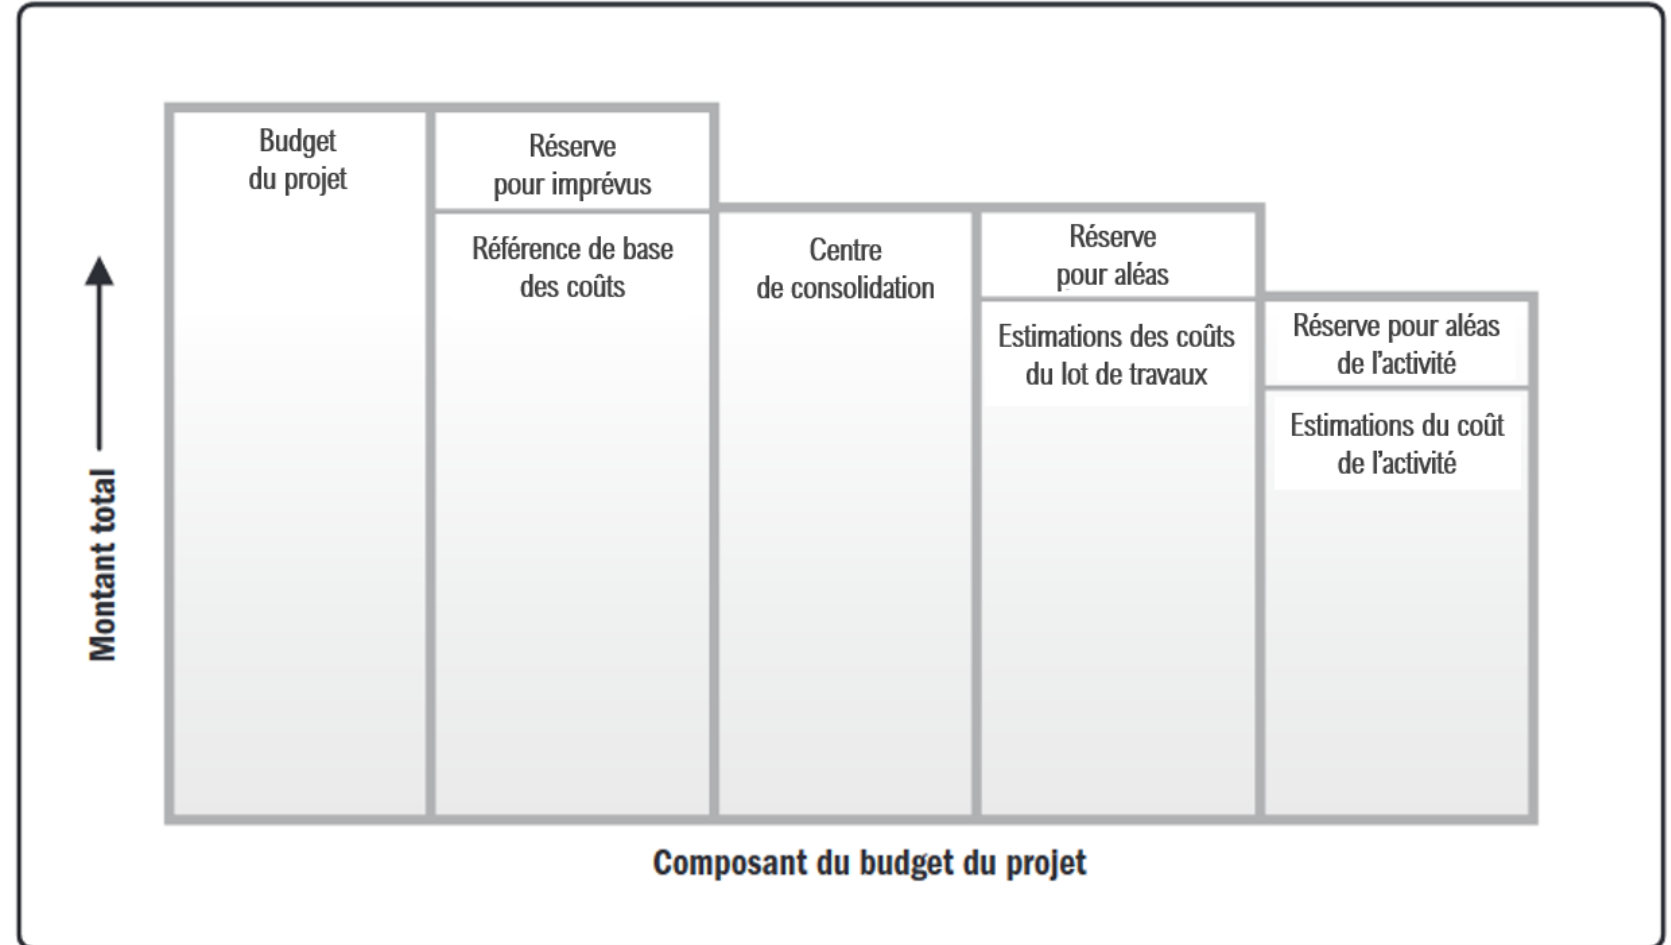 Budget
du projet
Réserve
pour imprévus
Référence de base
des coûts
Centre
de consolidation
Réserve
pour aléas
Estimations des coûts
du lot de travaux
Réserve pour aléas
de l’activité
Estimations du coût
de l’activité
Montant total
Composant du budget du projet